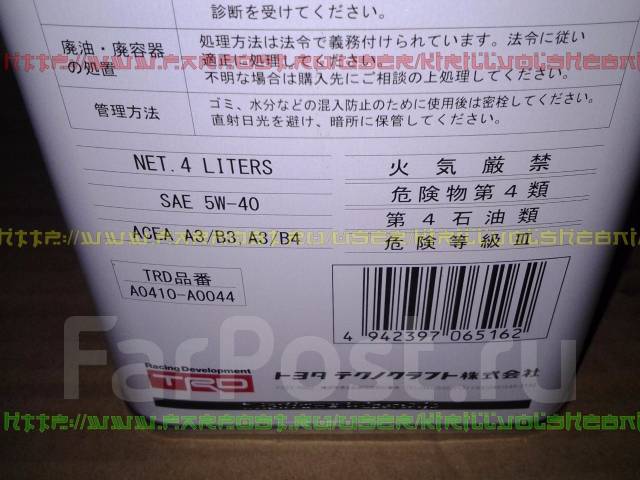 診断を受けてください。
廃油・廃容器の処置
処理方法は法令で義務付けられています。法令に従い
適正に処理してください。
不明な場合は購入先にご相談の上処理してください。
管理方法
ゴミ、水分などの混入防止のために使用後は密栓してください。
直射日光を避け、暗所に保管してください。
NET.4 LITERS
SAE 5W-40
ACEA A3/B3,A3/B4
TRD品番
A0410-A0044
火気厳禁
危険物第4類
第4石油類
危険等級Ⅲ
4 942397 065162
Racing Development
TRD
トヨタ テクノクラフト株式会社
FarPost.ru